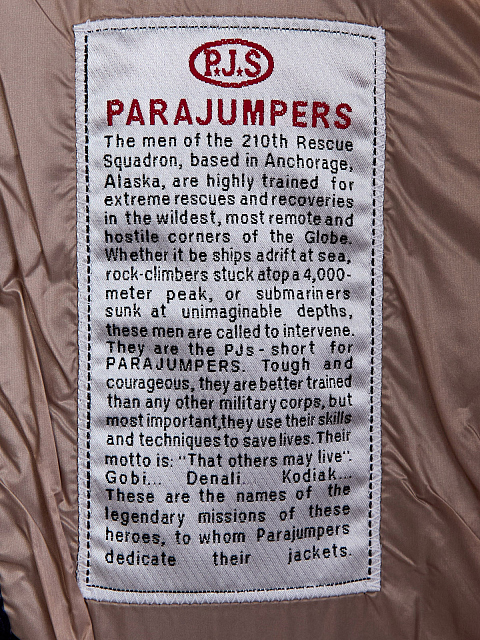 P.J.S
PARAJUMPERS
The men of the 210th Rescue
Squadron, based in Anchorage,
Alaska, are highly trained for
extreme rescues and recoveries
in the wildest, most remote and
hostile corners of the Globe.
Whether it be ships adrift at sea,
rock-climbers stuck atop a 4,000-
meter peak, or submariners
sunk at unimaginable depths,
these men are called to intervene.
They are the PJs - short for
PARAJUMPERS. Tough and
courageous, they are better trained
than any other military corps, but
most important, they use their skills
and techniques to save lives. Their
motto is: "That others may live".
Gobi... Denali... Kodiak...
These are the names of the
legendary missions of these
heroes, to whom Parajumpers
dedicate their jackets.